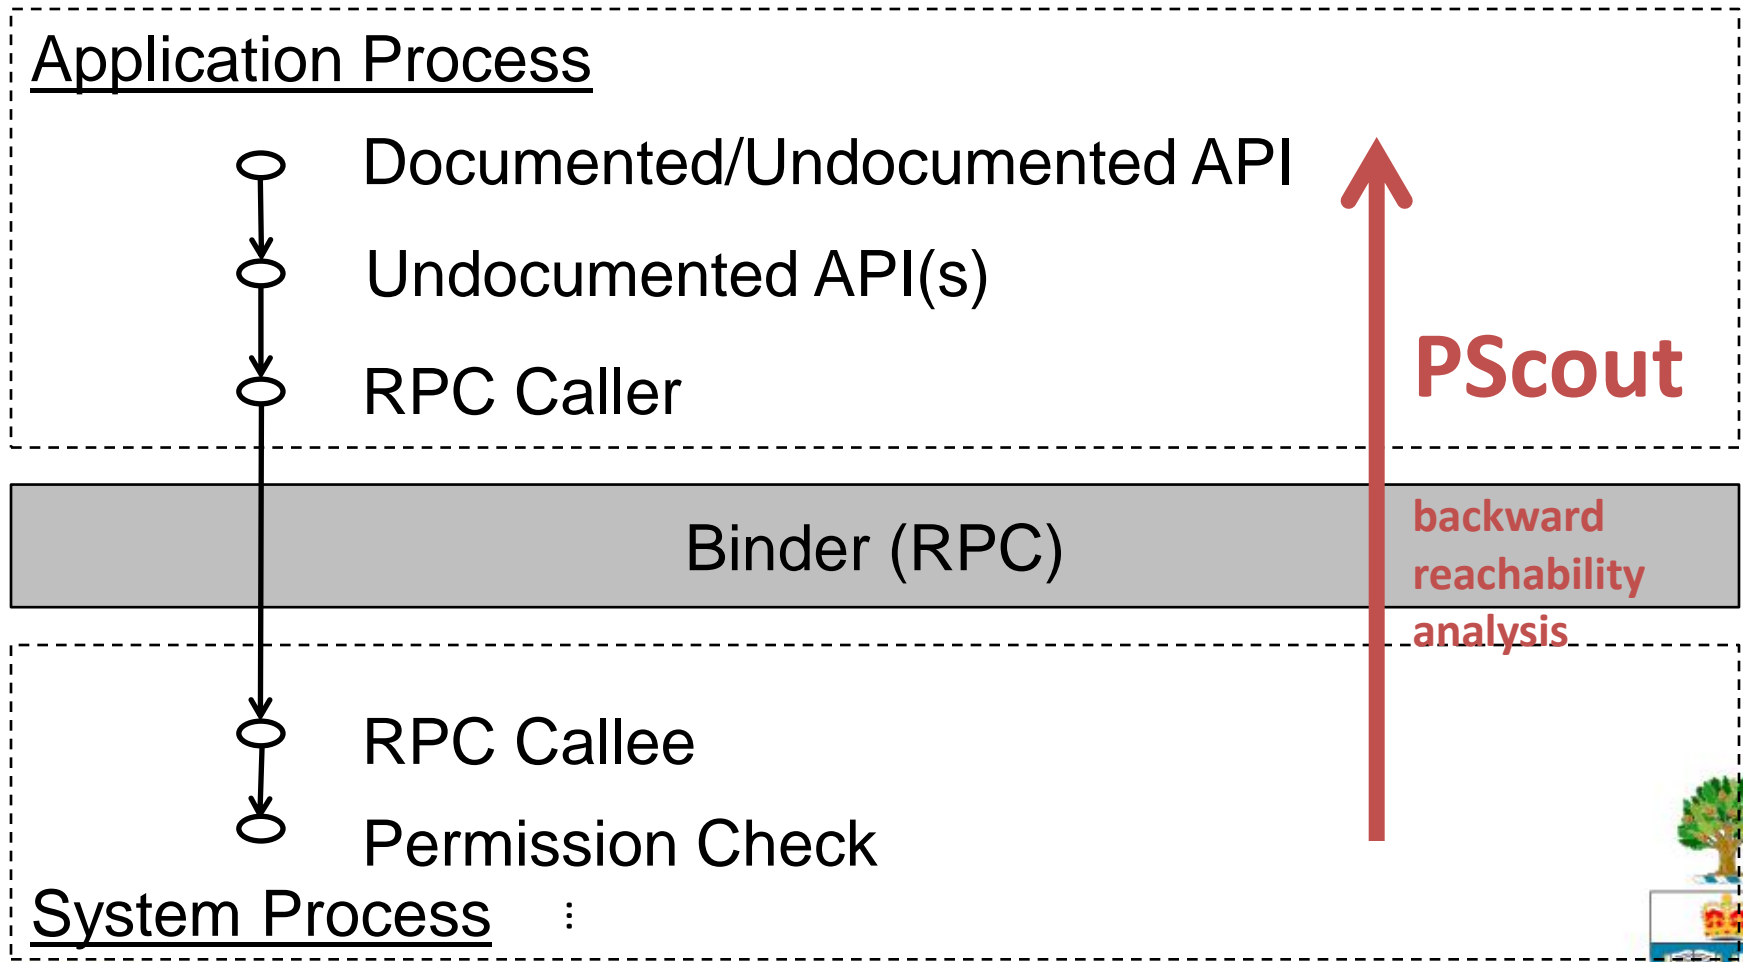 Application Process
Documented/Undocumented API
Undocumented API(s)
RPC Caller
PScout
Binder (RPC)
backward
reachability
analysis
RPC Callee
Permission Check
System Process ⋮